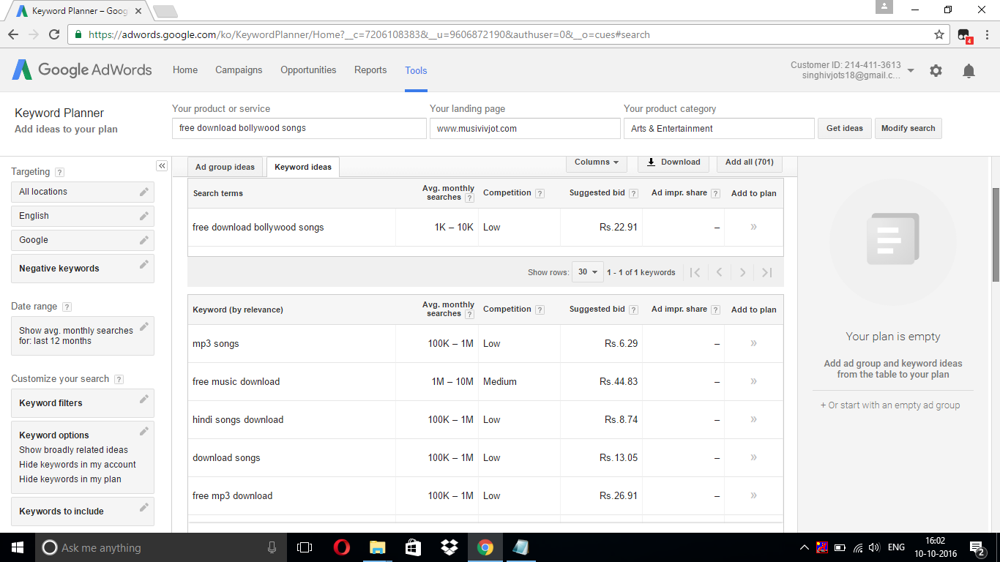 Keyword Planner – Goog
https://adwords.google.com/ko/KeywordPlanner/Home?__c=7206108383&__u=9606872190&authuser=0&__o=cues#search
4
Google AdWords
Home
Campaigns
Opportunities
Reports
Tools
Customer ID: 214-411-3613
singhivjots18@gmail.c...
Keyword Planner
Add ideas to your plan
Your product or service
free download bollywood songs
Your landing page
www.musivivjot.com
Your product category
Arts & Entertainment
Get ideas
Modify search
Targeting ?
All locations
English
Google
Negative keywords
Date range ?
Show avg. monthly searches
for: last 12 months
Customize your search ?
Keyword filters
Keyword options
Show broadly related ideas
Hide keywords in my account
Hide keywords in my plan
Keywords to include
Ad group ideas
Keyword ideas
Columns
Download
Add all (701)
Search terms
Avg. monthly
searches ?
Competition ?
Suggested bid ?
Ad impr. share ?
Add to plan
free download bollywood songs 1K – 10K Low Rs.22.91 – »
Show rows: 30 1 - 1 of 1 keywords
Keyword (by relevance)
Avg. monthly
searches ?
Competition ?
Suggested bid ?
Ad impr. share ?
Add to plan
mp3 songs 100K – 1M Low Rs.6.29 – »
free music download 1M – 10M Medium Rs.44.83 – »
hindi songs download 100K – 1M Low Rs.8.74 – »
download songs 100K – 1M Low Rs.13.05 – »
free mp3 download 100K – 1M Low Rs.26.91 – »
Your plan is empty
Add ad group and keyword ideas
from the table to your plan
+ Or start with an empty ad group
Ask me anything
ENG
16:02
10-10-2016
2